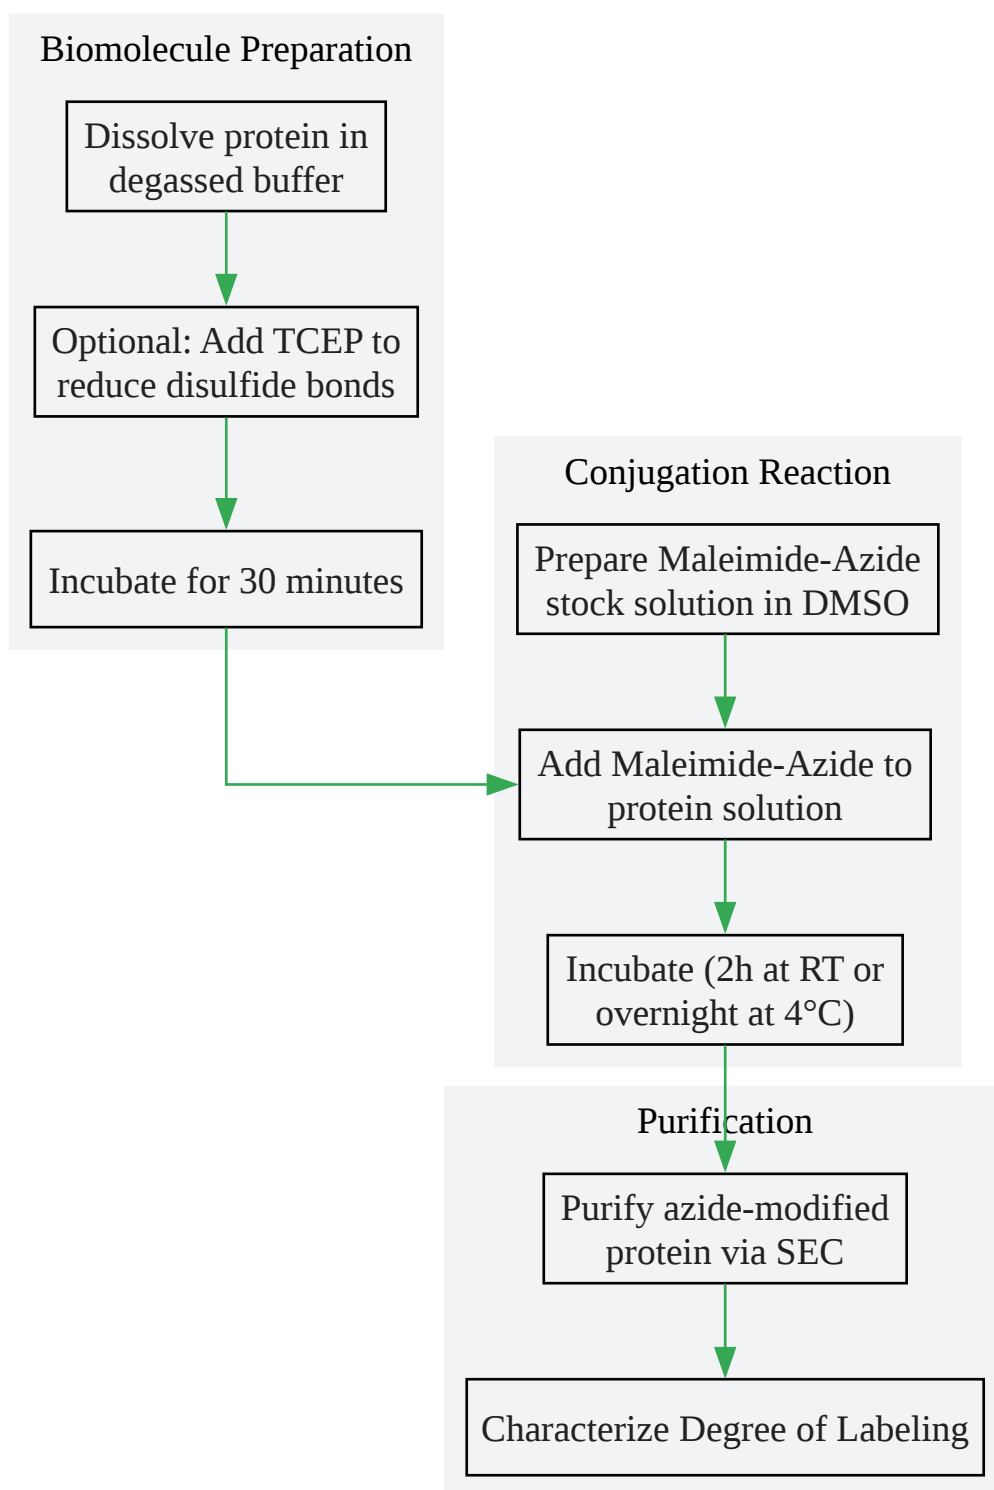 Biomolecule Preparation
Dissolve protein in
degassed buffer
Optional: Add TCEP to
reduce disulfide bonds
Incubate for 30 minutes
Conjugation Reaction
Prepare Maleimide-Azide
stock solution in DMSO
Add Maleimide-Azide to
protein solution
Incubate (2h at RT or
overnight at 4°C)
Purification
Purify azide-modified
protein via SEC
Characterize Degree of Labeling